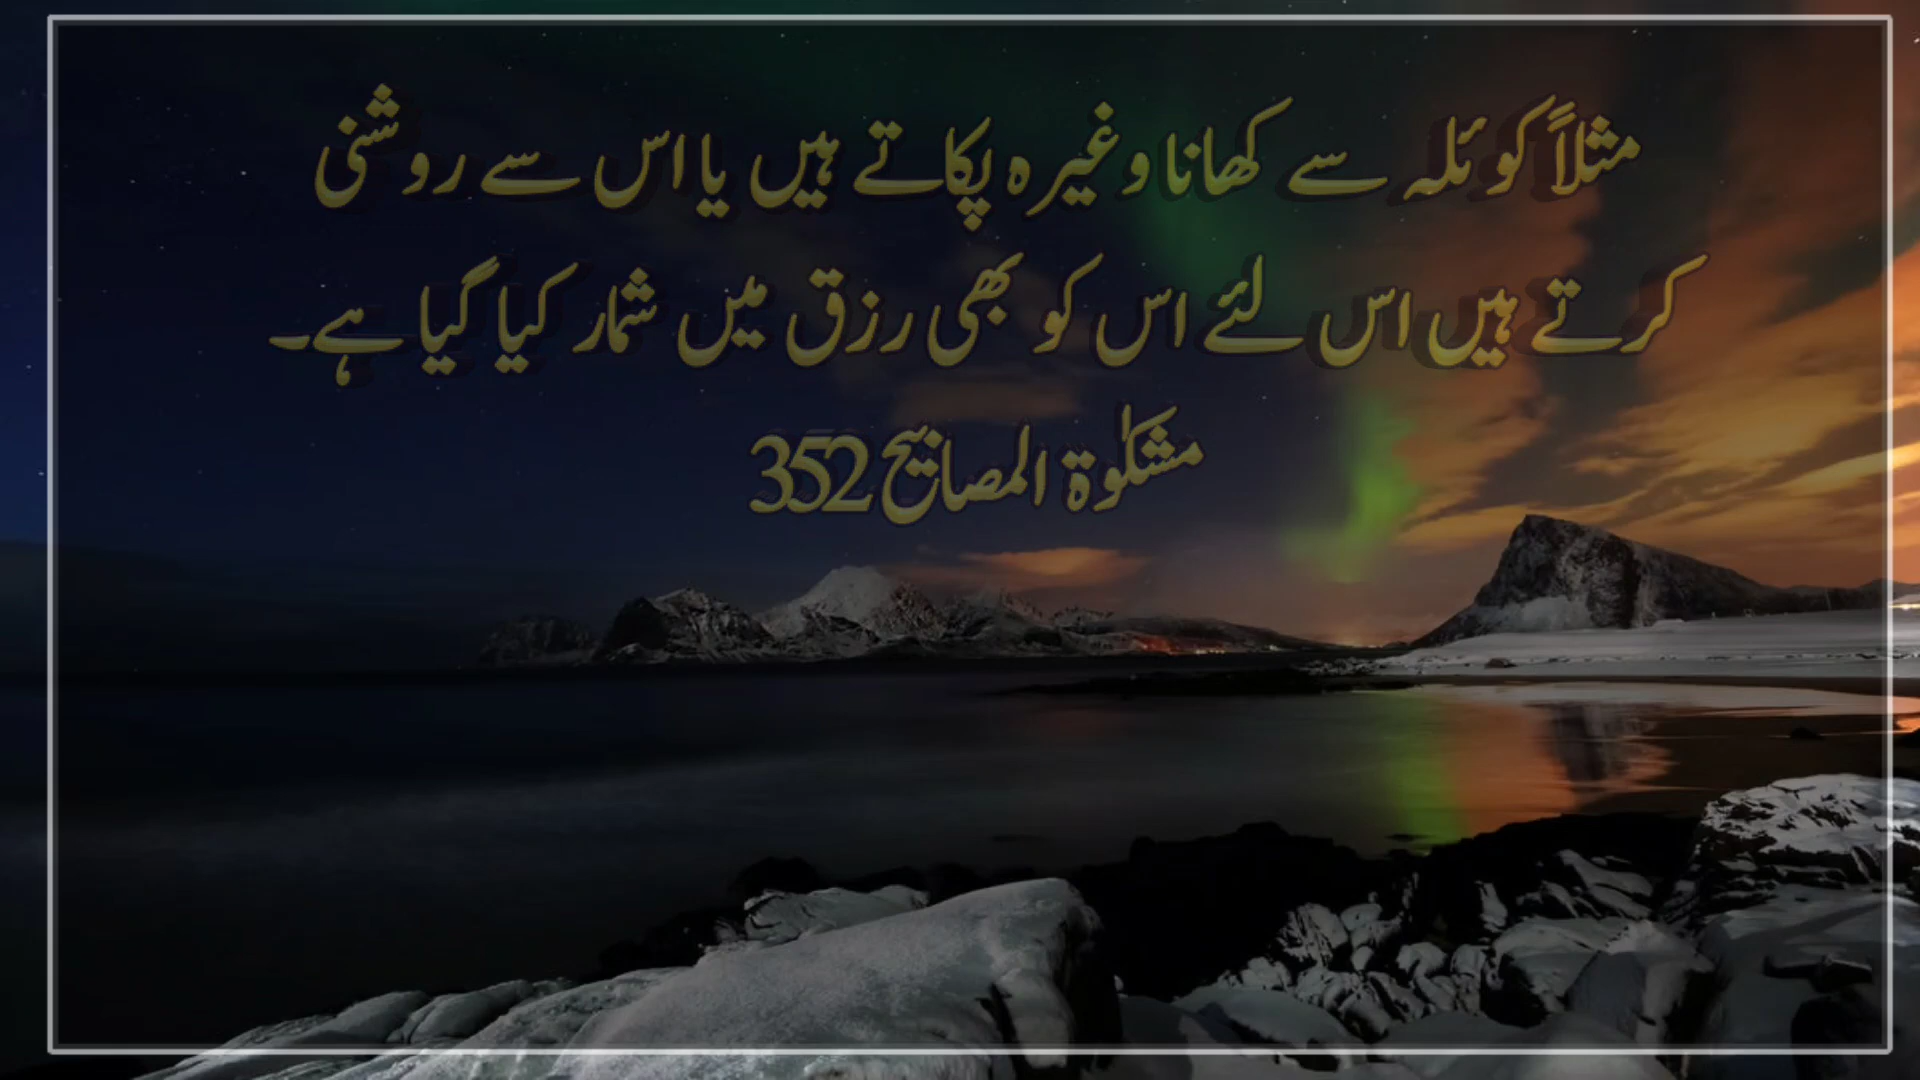 مثلاً کوئلہ سے کھانا وغیرہ پکاتے ہیں یا اس سے روشنی
کرتے ہیں اس لئے اس کو بھی رزق میں شمار کیا گیا ہے۔
مشکوٰۃ المصابیح 352